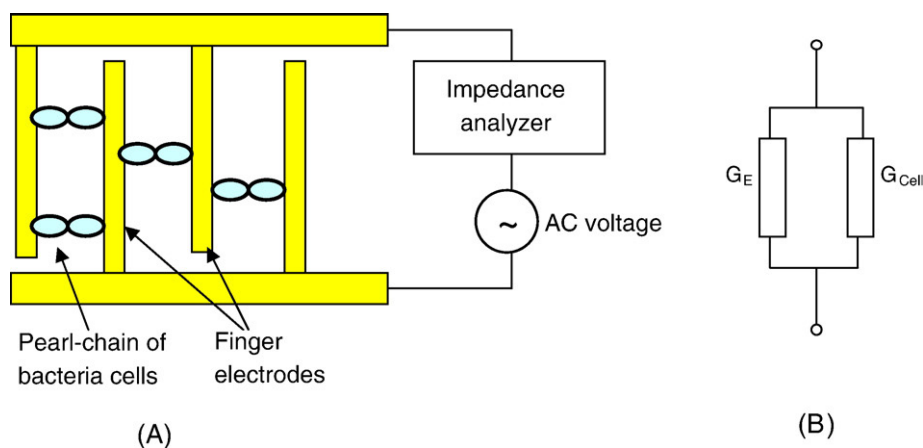 Impedance
analyzer
~
AC voltage
Pearl-chain of
bacteria cells
Finger
electrodes
(A)
G_E
G_Cell
(B)